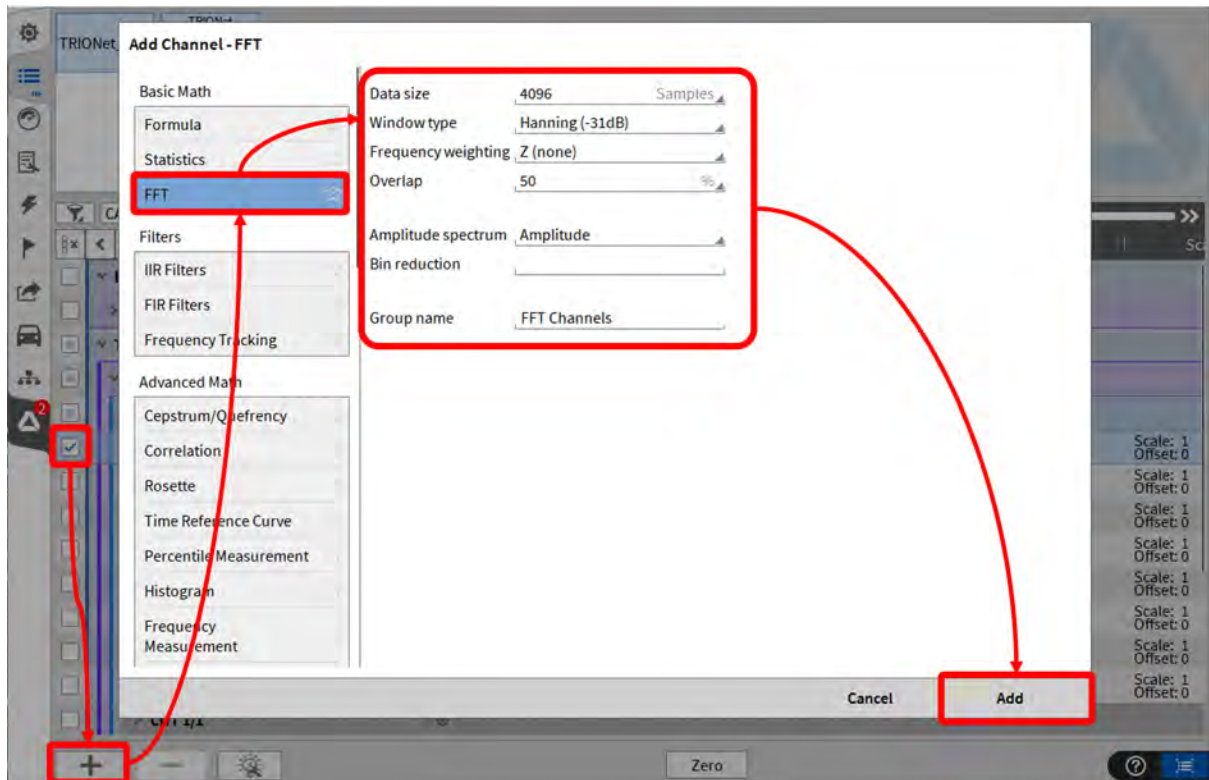 TRIONet
Add Channel - FFT
Basic Math
Formula
Statistics
FFT
Filters
IIR Filters
FIR Filters
Frequency Tracking
Advanced Math
Cepstrum/Quefrency
Correlation
Rosette
Time Reference Curve
Percentile Measurement
Histogram
Frequency
Measurement
Data size 4096 Samples
Window type Hanning (-31dB)
Frequency weighting Z (none)
Overlap 50 %
Amplitude spectrum Amplitude
Bin reduction
Group name FFT Channels
Cancel Add
2
Scale: 1
Offset: 0
Scale: 1
Offset: 0
Scale: 1
Offset: 0
Scale: 1
Offset: 0
Scale: 1
Offset: 0
Scale: 1
Offset: 0
Scale: 1
Offset: 0
Scale: 1
Offset: 0
Zero